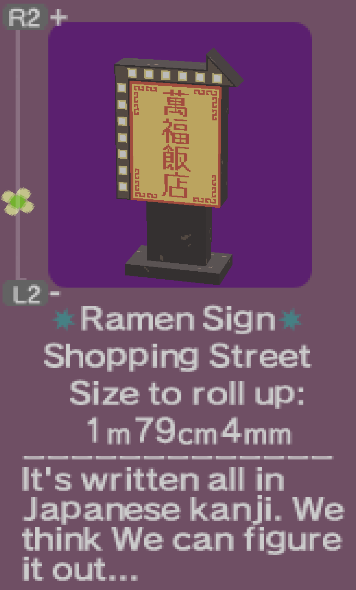 R2 +
萬福飯店
L2 -
Ramen Sign
Shopping Street
Size to roll up:
1m79cm4mm
It's written all in
Japanese kanji. We
think We can figure
it out...